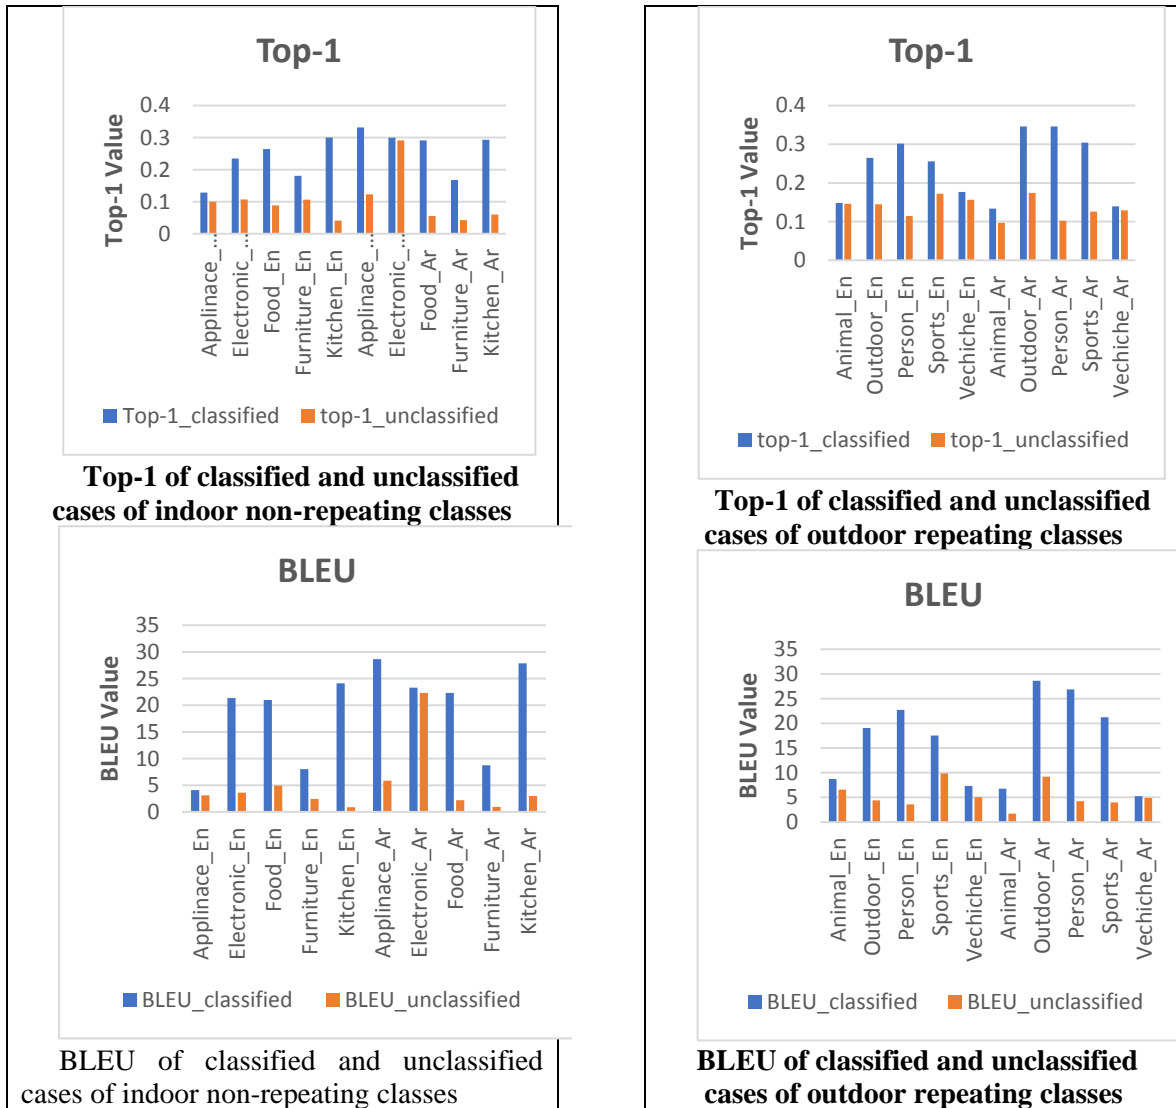 Top-1
Top-1 Value
0.4
0.3
0.2
0.1
0
Applinace_...
Electronic_...
Food_En
Furniture_En
Kitchen_En
Applinace_...
Electronic_...
Food_Ar
Furniture_Ar
Kitchen_Ar
Top-1_classified top-1_unclassified
Top-1 of classified and unclassified
cases of indoor non-repeating classes
BLEU
BLEU Value
35
30
25
20
15
10
5
0
Applinace_En
Electronic_En
Food_En
Furniture_En
Kitchen_En
Applinace_Ar
Electronic_Ar
Food_Ar
Furniture_Ar
Kitchen_Ar
BLEU_classified BLEU_unclassified
BLEU of classified and unclassified
cases of indoor non-repeating classes
Top-1
Top-1 Value
0.4
0.3
0.2
0.1
0
Animal_En
Outdoor_En
Person_En
Sports_En
Vechiche_En
Animal_Ar
Outdoor_Ar
Person_Ar
Sports_Ar
Vechiche_Ar
top-1_classified top-1_unclassified
Top-1 of classified and unclassified
cases of outdoor repeating classes
BLEU
BLEU Value
35
30
25
20
15
10
5
0
Animal_En
Outdoor_En
Person_En
Sports_En
Vechiche_En
Animal_Ar
Outdoor_Ar
Person_Ar
Sports_Ar
Vechiche_Ar
BLEU_classified BLEU_unclassified
BLEU of classified and unclassified
cases of outdoor repeating classes